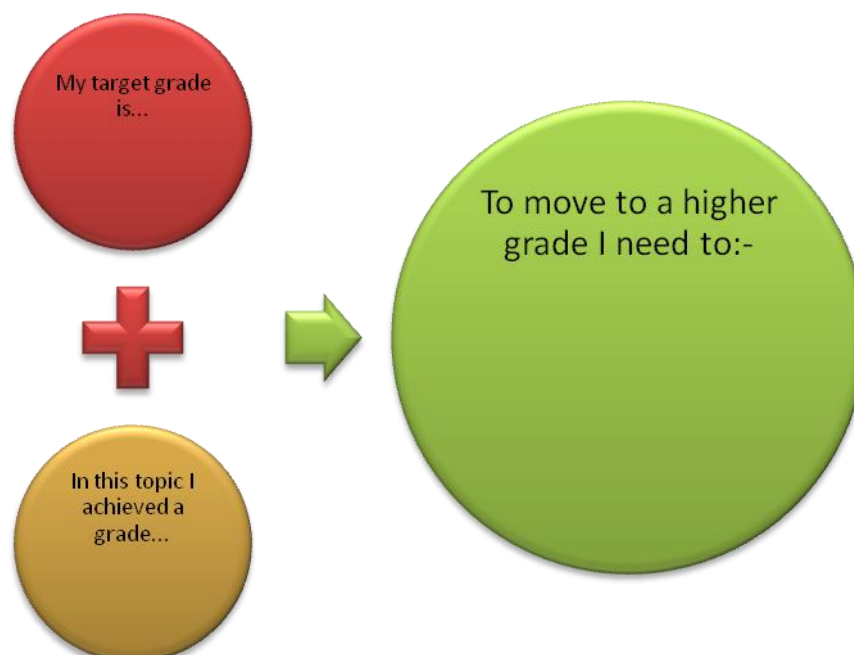 My target grade
is...
In this topic I
achieved a
grade...
To move to a higher
grade I need to:-